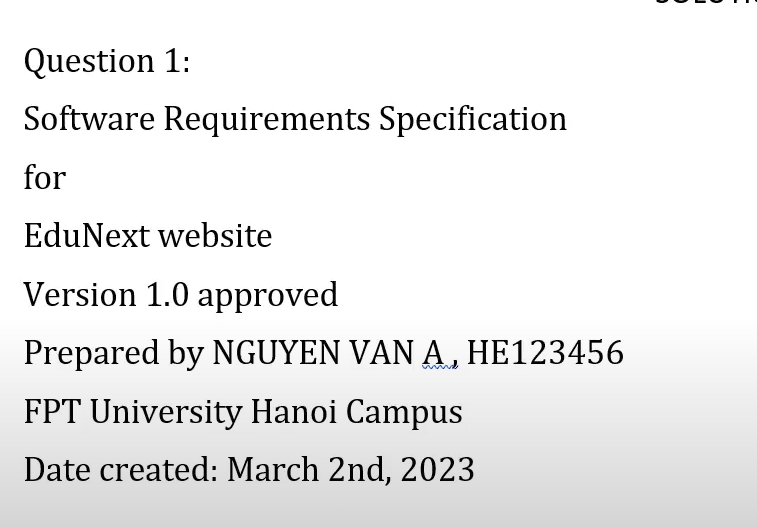 Question 1:
Software Requirements Specification
for
EduNext website
Version 1.0 approved
Prepared by NGUYEN VAN A , HE123456
FPT University Hanoi Campus
Date created: March 2nd, 2023